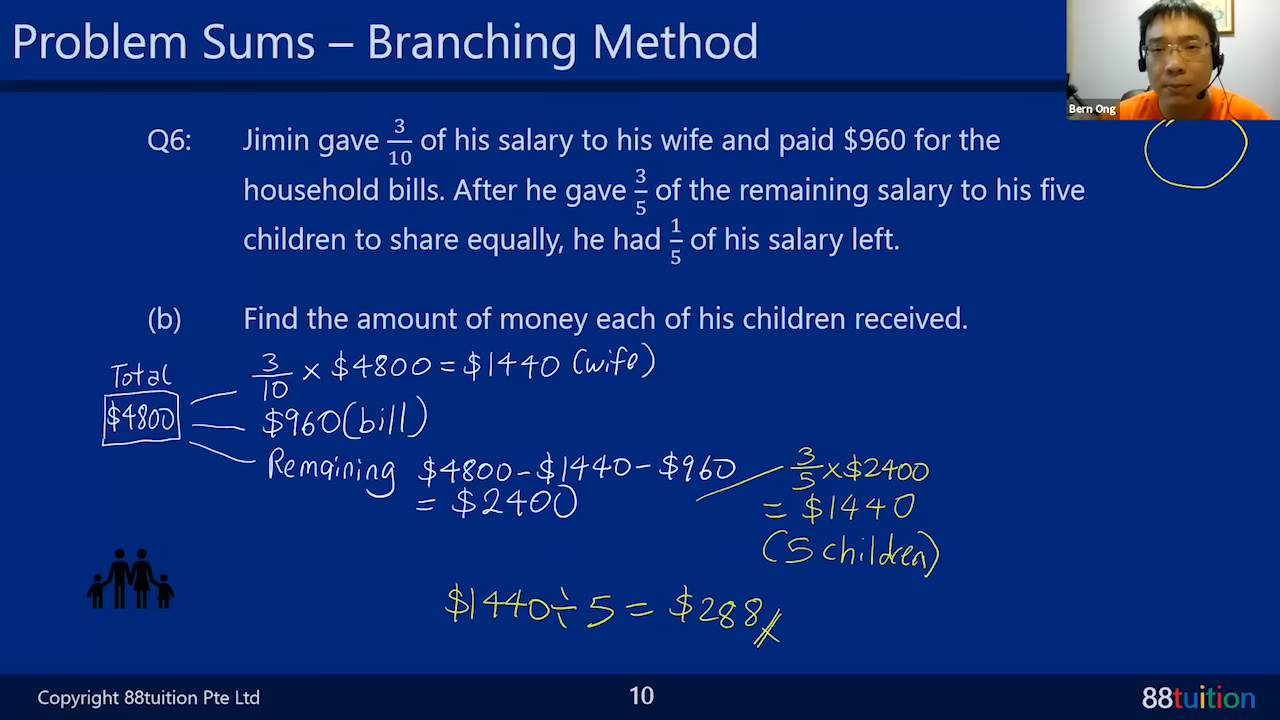 Problem Sums – Branching Method
Bern Ong
Q6: Jimin gave 3/10 of his salary to his wife and paid $960 for the
household bills. After he gave 3/5 of the remaining salary to his five
children to share equally, he had 1/5 of his salary left.
(b) Find the amount of money each of his children received.
Total
$4800
3/10 × $4800 = $1440 (wife)
$960 (bill)
Remaining $4800 - $1440 - $960
= $2400
3/5 × $2400
= $1440
(5 children)
$1440 ÷ 5 = $288
Copyright 88tuition Pte Ltd
10
88tuition